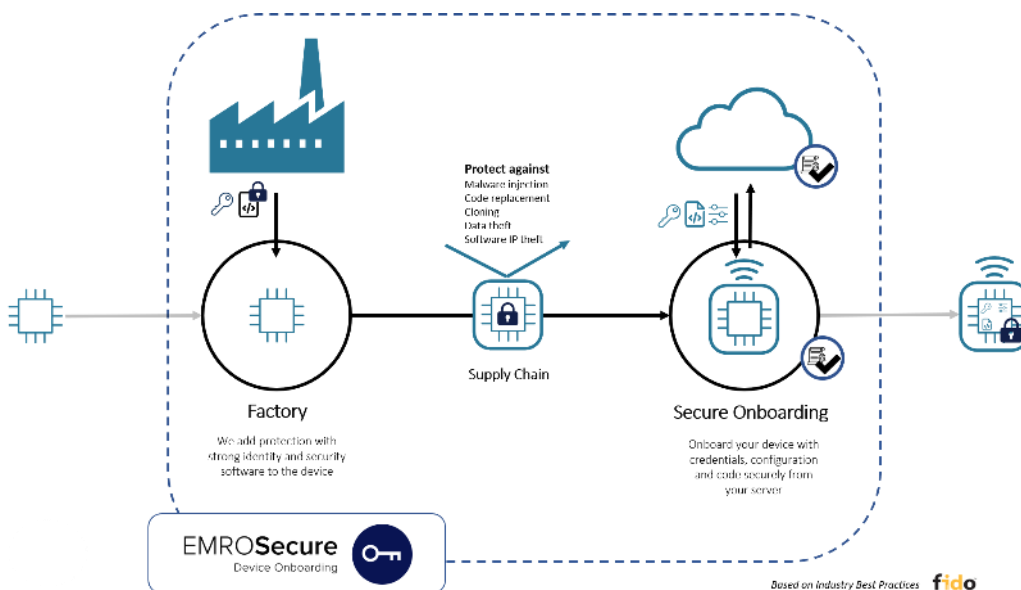 Protect against
Malware injection
Code replacement
Cloning
Data theft
Software IP theft
</>
</>
Supply Chain
Factory
We add protection with
strong identity and security
software to the device
Secure Onboarding
Onboard your device with
credentials, configuration
and code securely from
your server
EMROSecure
Device Onboarding
Based on Industry Best Practices fido